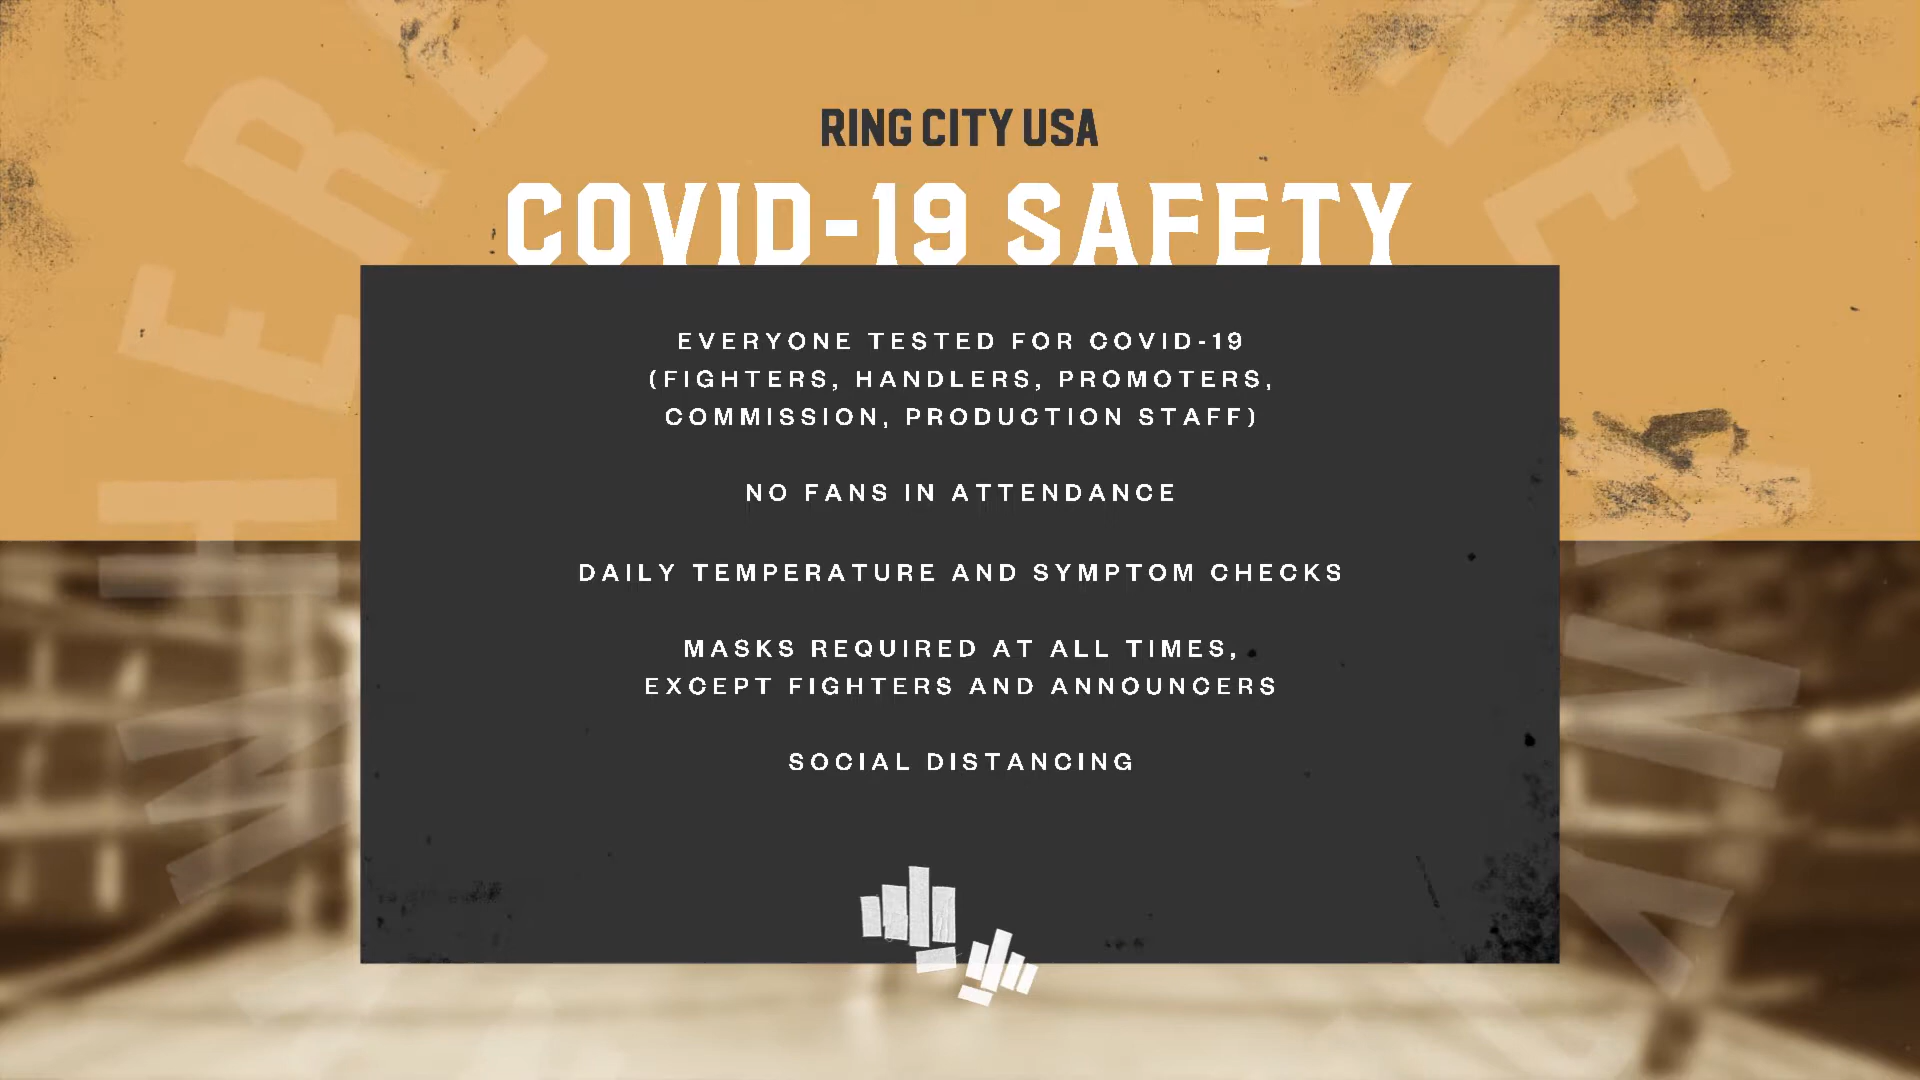 RING CITY USA
COVID-19 SAFETY
EVERYONE TESTED FOR COVID-19
(FIGHTERS, HANDLERS, PROMOTERS,
COMMISSION, PRODUCTION STAFF)
NO FANS IN ATTENDANCE
DAILY TEMPERATURE AND SYMPTOM CHECKS
MASKS REQUIRED AT ALL TIMES,
EXCEPT FIGHTERS AND ANNOUNCERS
SOCIAL DISTANCING